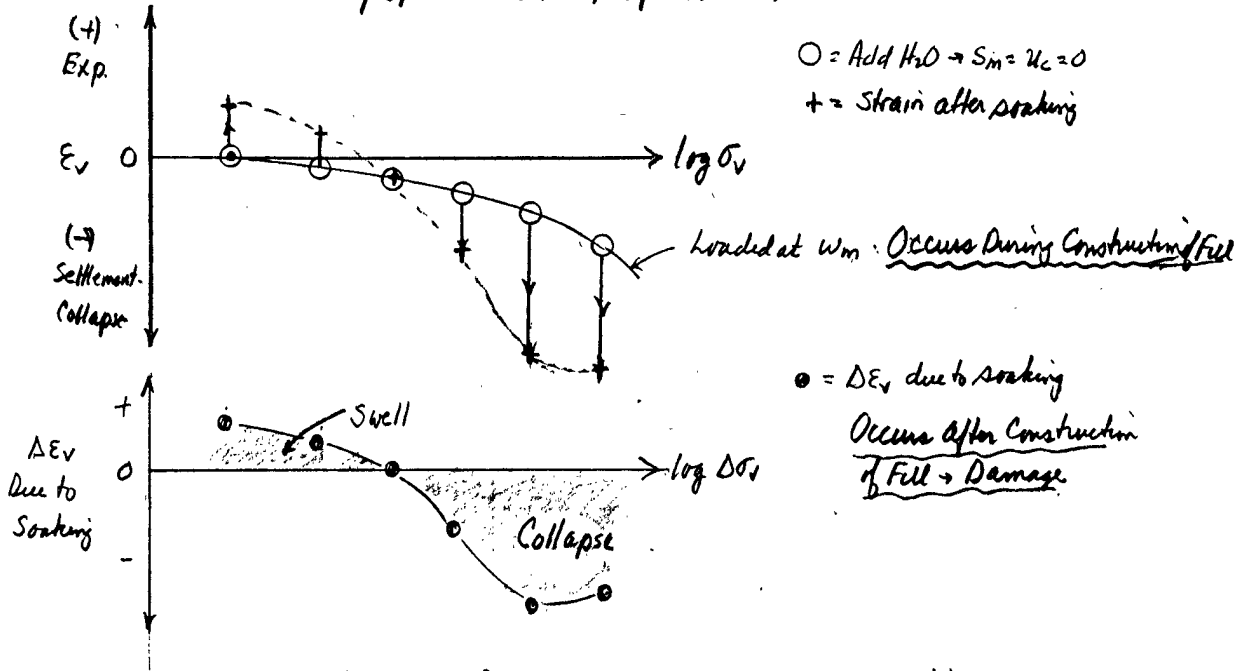 (+)
Exp.
O = Add H₂O → Sm = uc = 0
+ = Strain after soaking
εv 0
log σv
(-)
Settlement-
Collapse
Loaded at wm : Occurs During Construction of Fill
+
Swell
● = Δεv due to soaking
Occurs After Construction
of Fill → Damage
Δεv
Due to
Soaking
0
log Δσv
Collapse
-